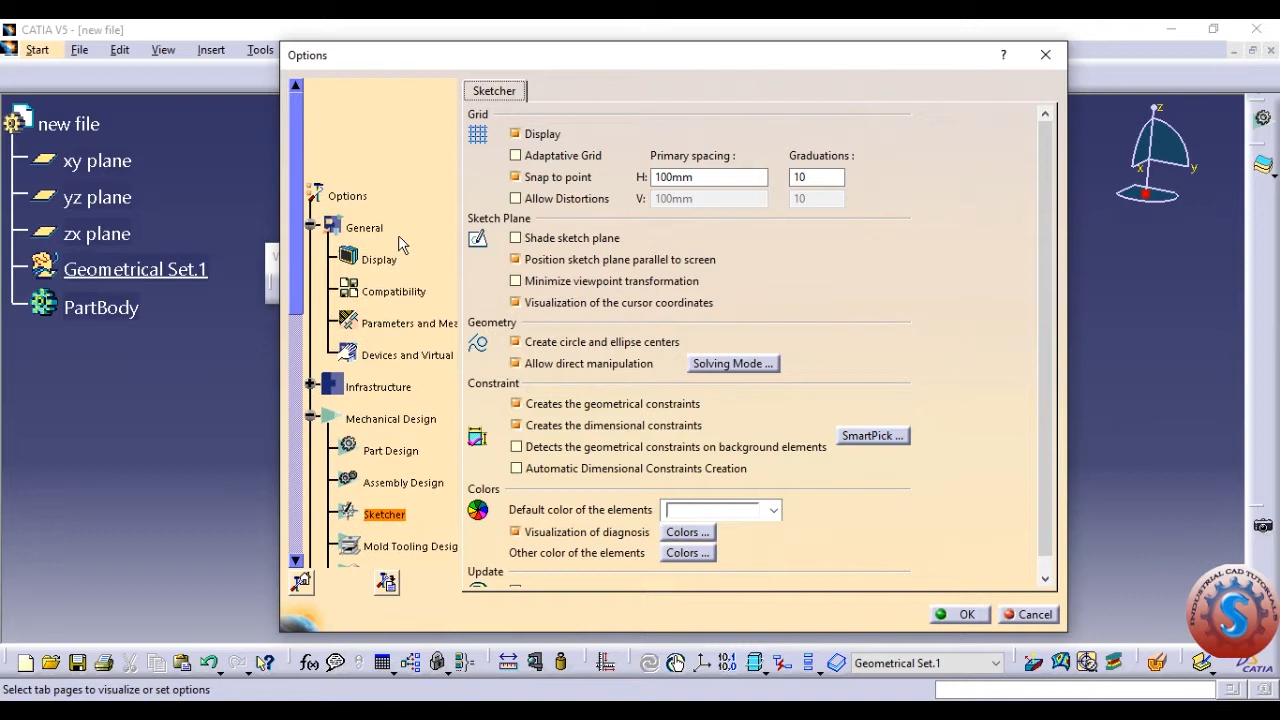 CATIA V5 - [new file]
Start File Edit View Insert Tools
new file
xy plane
yz plane
zx plane
Geometrical Set.1
PartBody
Options
?
Options
General
Display
Compatibility
Parameters and Mea
Devices and Virtual
Infrastructure
Mechanical Design
Part Design
Assembly Design
Sketcher
Mold Tooling Desig
Sketcher
Grid
Display
Adaptive Grid Primary spacing : Graduations :
Snap to point H: 100mm 10
Allow Distortions V: 100mm 10
Sketch Plane
Shade sketch plane
Position sketch plane parallel to screen
Minimize viewpoint transformation
Visualization of the cursor coordinates
Geometry
Create circle and ellipse centers
Allow direct manipulation Solving Mode ...
Constraint
Creates the geometrical constraints
Creates the dimensional constraints
SmartPick ...
Detects the geometrical constraints on background elements
Automatic Dimensional Constraints Creation
Colors
Default color of the elements
Visualization of diagnosis Colors ...
Other color of the elements Colors ...
Update
OK Cancel
z
x y
INDUSTRIAL CAD TUTORIALS
S
f(x) 10.0 Geometrical Set.1
CATIA
Select tab pages to visualize or set options